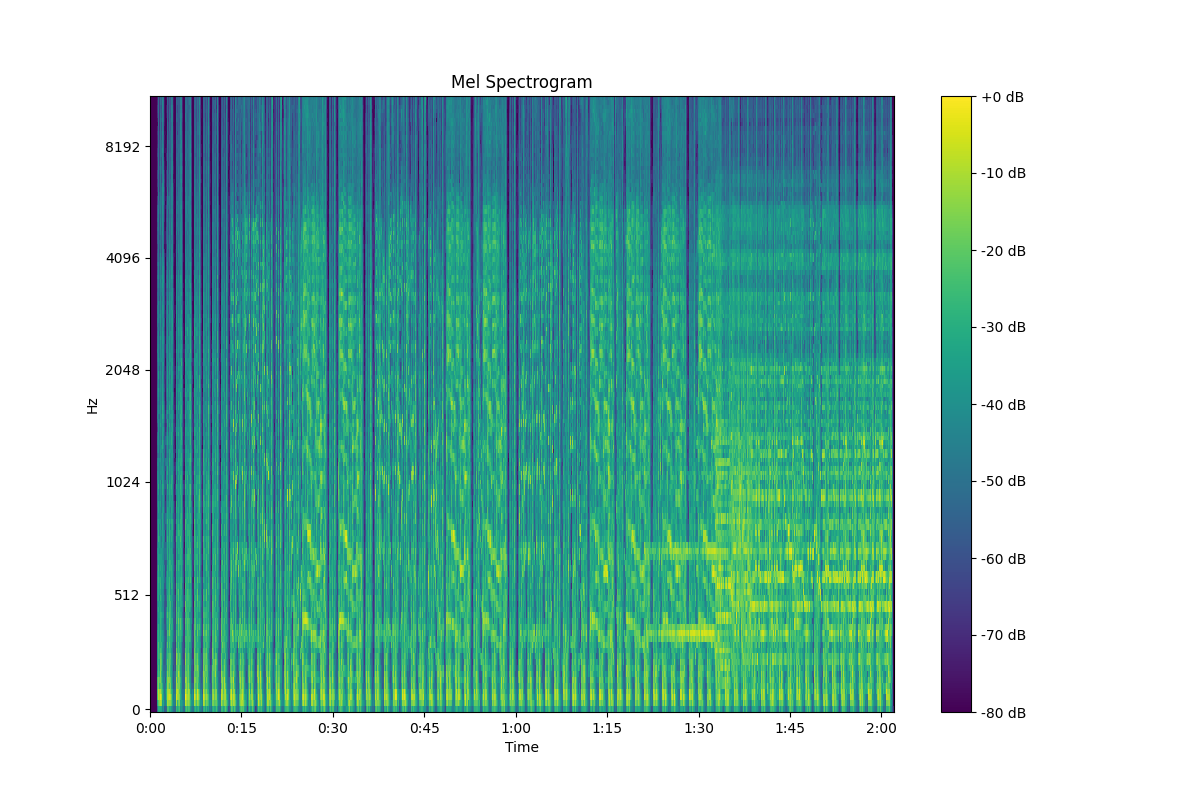 Mel Spectrogram
Hz
8192
4096
2048
1024
512
0
0:00 0:15 0:30 0:45 1:00 1:15 1:30 1:45 2:00
Time
+0 dB
-10 dB
-20 dB
-30 dB
-40 dB
-50 dB
-60 dB
-70 dB
-80 dB